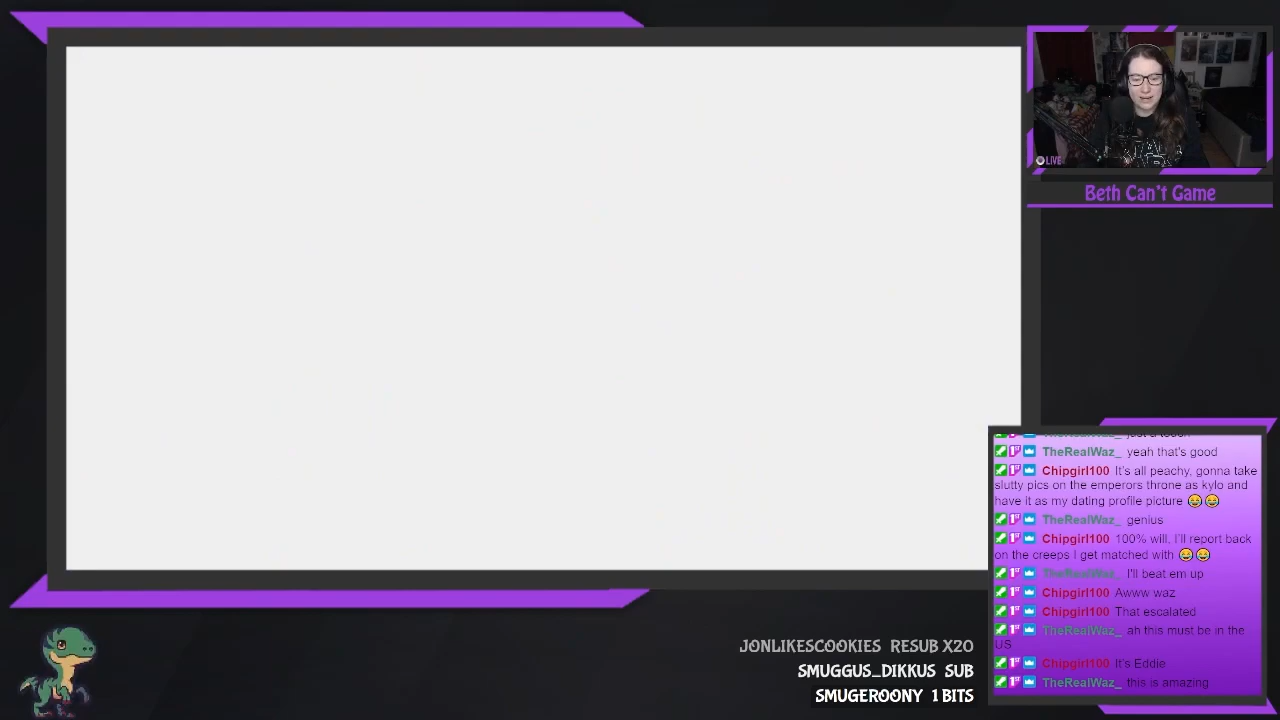 LIVE
Beth Can't Game
TheRealWaz_ just a touch
TheRealWaz_ yeah that's good
Chipgirl100 It's all peachy, gonna take
slutty pics on the emperors throne as kylo and
have it as my dating profile picture 😂😂
TheRealWaz_ genius
Chipgirl100 100% will, I'll report back
on the creeps I get matched with 😂😂
TheRealWaz_ I'll beat em up
Chipgirl100 Awww waz
Chipgirl100 That escalated
TheRealWaz_ ah this must be in the
US
Chipgirl100 It's Eddie
TheRealWaz_ this is amazing
JONLIKESCOOKIES RESUB X20
SMUGGUS_DIKKUS SUB
SMUGEROONY 1 BITS